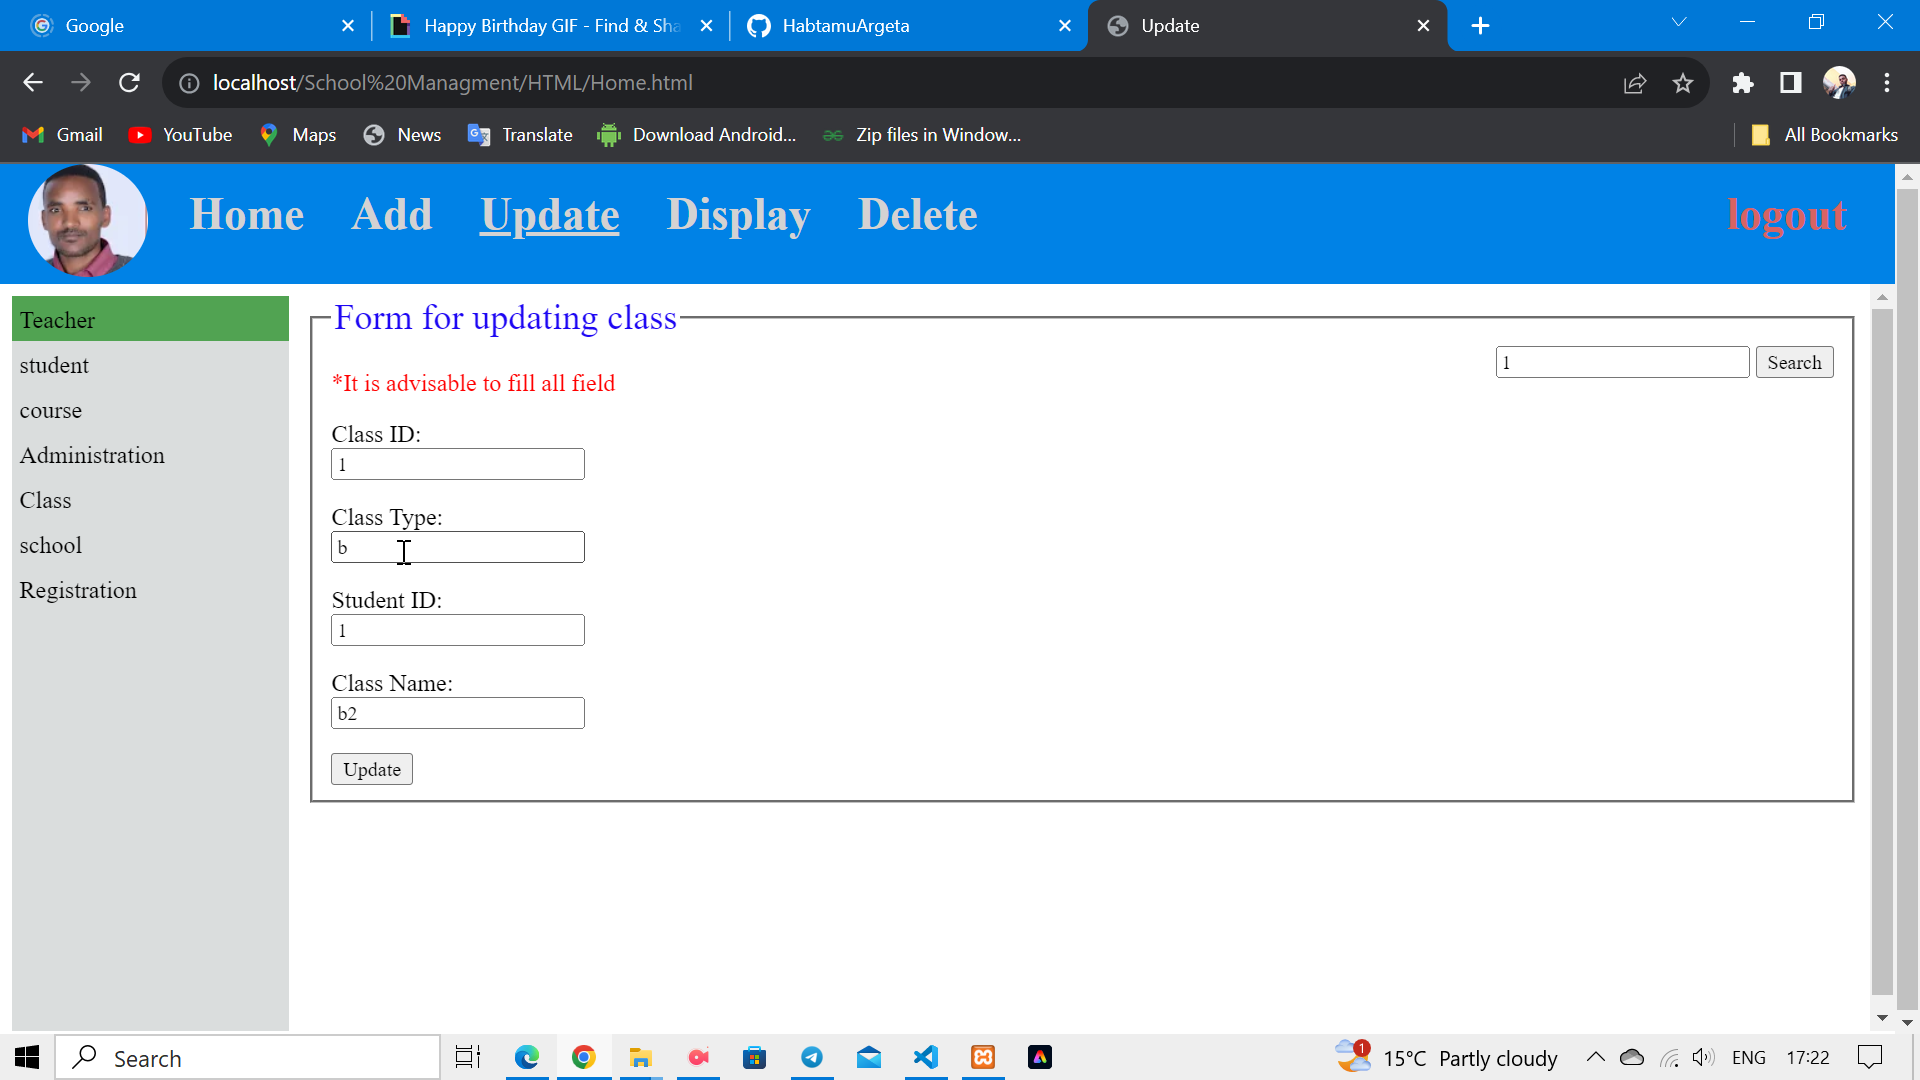 Google
Happy Birthday GIF - Find & Sha
HabtamuArgeta
Update
localhost/School%20Managment/HTML/Home.html
Gmail YouTube Maps News Translate Download Android... Zip files in Window... All Bookmarks
Home Add Update Display Delete logout
Teacher
student
course
Administration
Class
school
Registration
Form for updating class
1 Search
*It is advisable to fill all field
Class ID:
1
Class Type:
b
Student ID:
1
Class Name:
b2
Update
Search
1 15°C Partly cloudy ENG 17:22